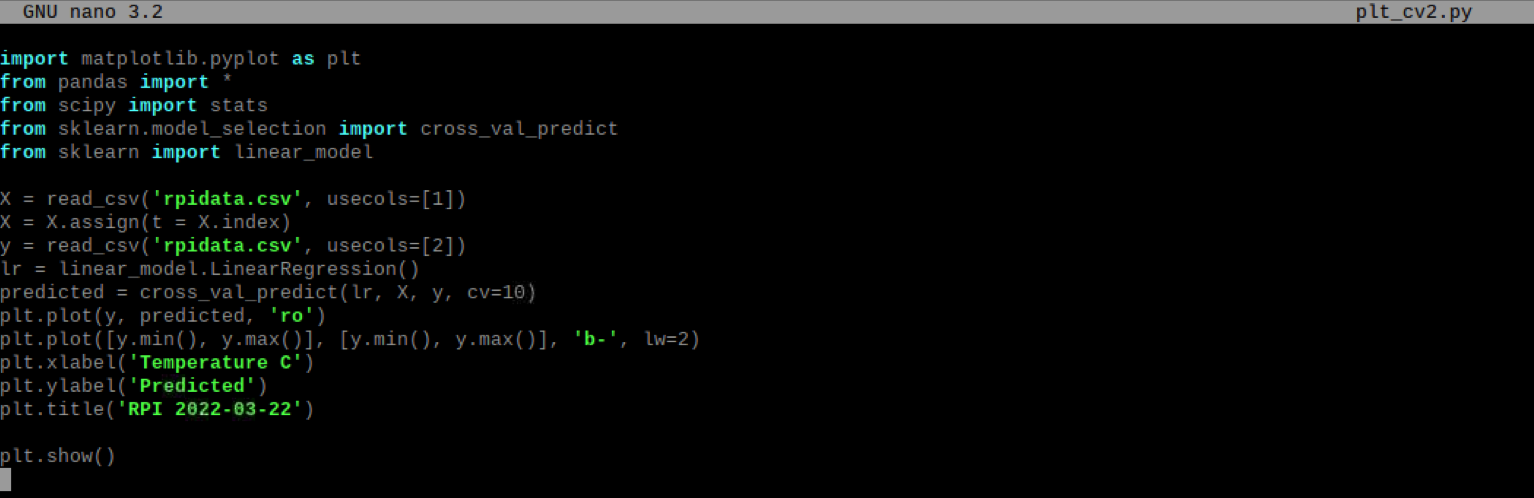 GNU nano 3.2 plt_cv2.py
import matplotlib.pyplot as plt
from pandas import *
from scipy import stats
from sklearn.model_selection import cross_val_predict
from sklearn import linear_model
X = read_csv('rpidata.csv', usecols=[1])
X = X.assign(t = X.index)
y = read_csv('rpidata.csv', usecols=[2])
lr = linear_model.LinearRegression()
predicted = cross_val_predict(lr, X, y, cv=10)
plt.plot(y, predicted, 'ro')
plt.plot([y.min(), y.max()], [y.min(), y.max()], 'b-', lw=2)
plt.xlabel('Temperature C')
plt.ylabel('Predicted')
plt.title('RPI 2022-03-22')
plt.show()